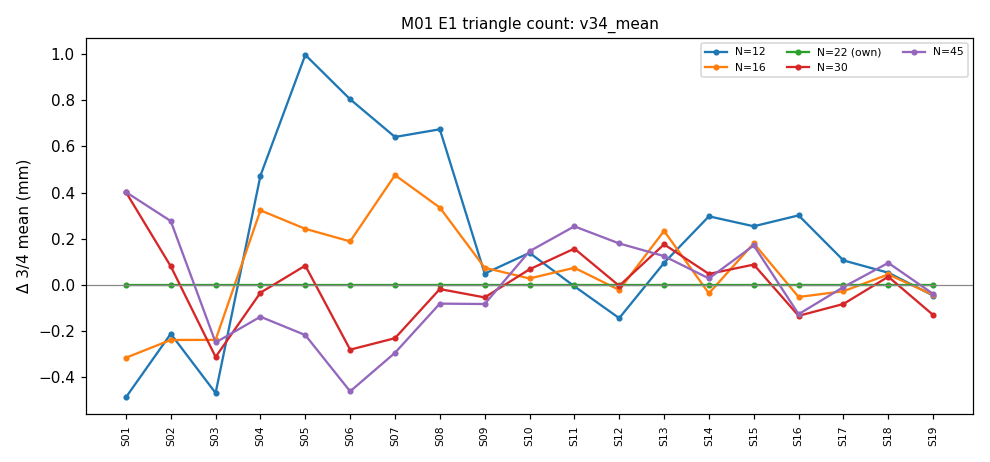 M01 E1 triangle count: v34_mean
N=12 N=22 (own) N=45
N=16 N=30
Δ 3/4 mean (mm)
1.0
0.8
0.6
0.4
0.2
0.0
−0.2
−0.4
S01 S02 S03 S04 S05 S06 S07 S08 S09 S10 S11 S12 S13 S14 S15 S16 S17 S18 S19